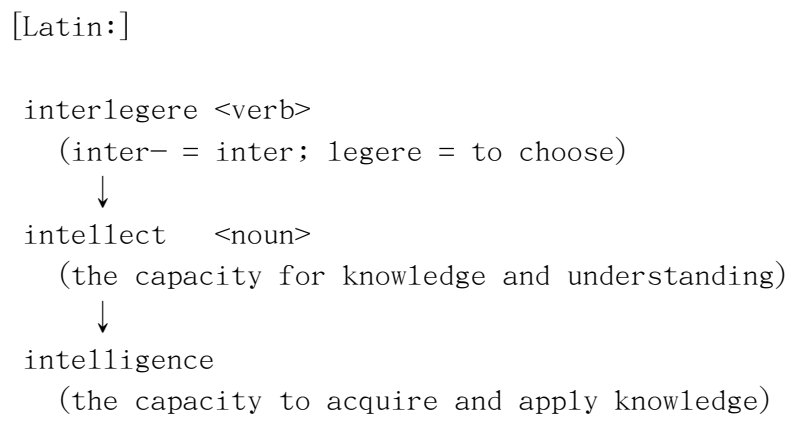 [Latin:]
interlegere <verb>
(inter− = inter; legere = to choose)
↓
intellect <noun>
(the capacity for knowledge and understanding)
↓
intelligence
(the capacity to acquire and apply knowledge)